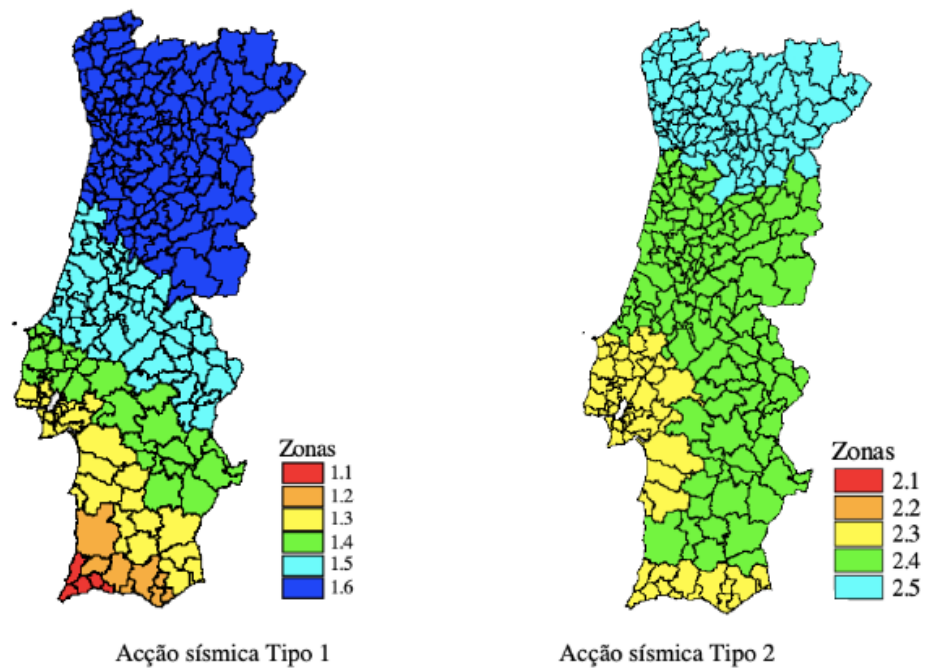 Zonas
1.1
1.2
1.3
1.4
1.5
1.6
Acção sísmica Tipo 1
Zonas
2.1
2.2
2.3
2.4
2.5
Acção sísmica Tipo 2